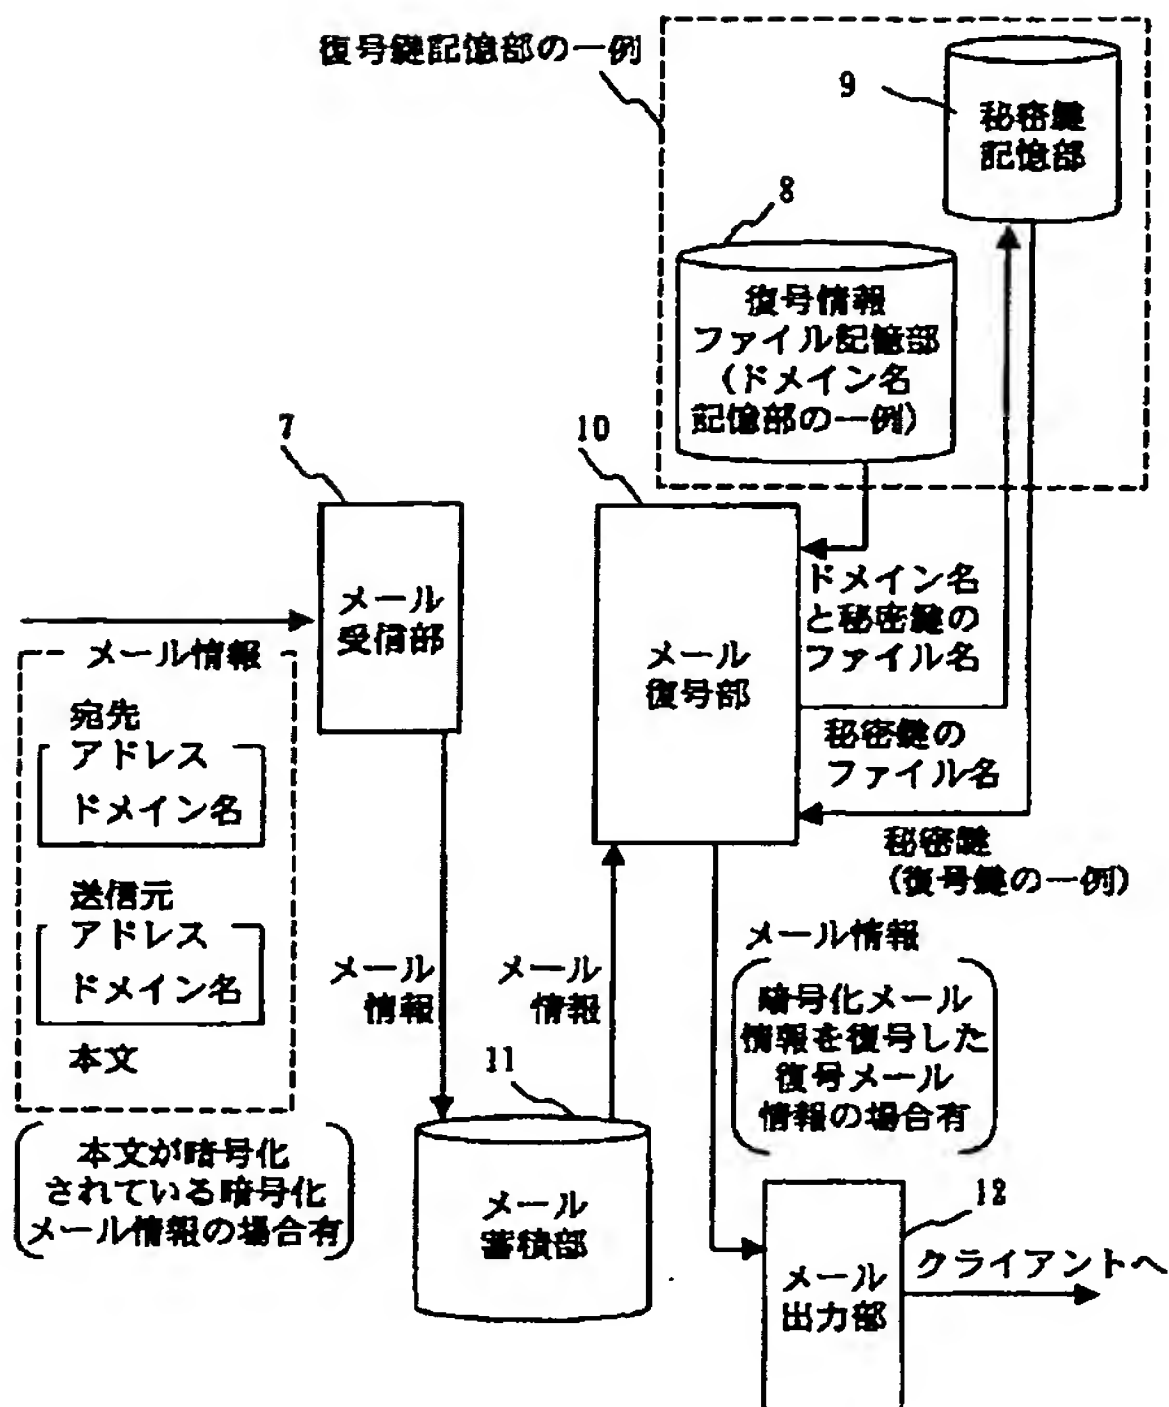 復号鍵記憶部の一例
9
秘密鍵
記憶部
8
復号情報
ファイル記憶部
(ドメイン名
記憶部の一例)
7
10
メール
受信部
メール
復号部
ドメイン名
と秘密鍵の
ファイル名
メール情報
宛先
アドレス
ドメイン名
送信元
アドレス
ドメイン名
本文
秘密鍵の
ファイル名
秘密鍵
(復号鍵の一例)
メール
情報
メール
情報
メール情報
暗号化メール
情報を復号した
復号メール
情報の場合有
11
本文が暗号化
されている暗号化
メール情報の場合有
メール
蓄積部
12
メール
出力部
クライアントへ